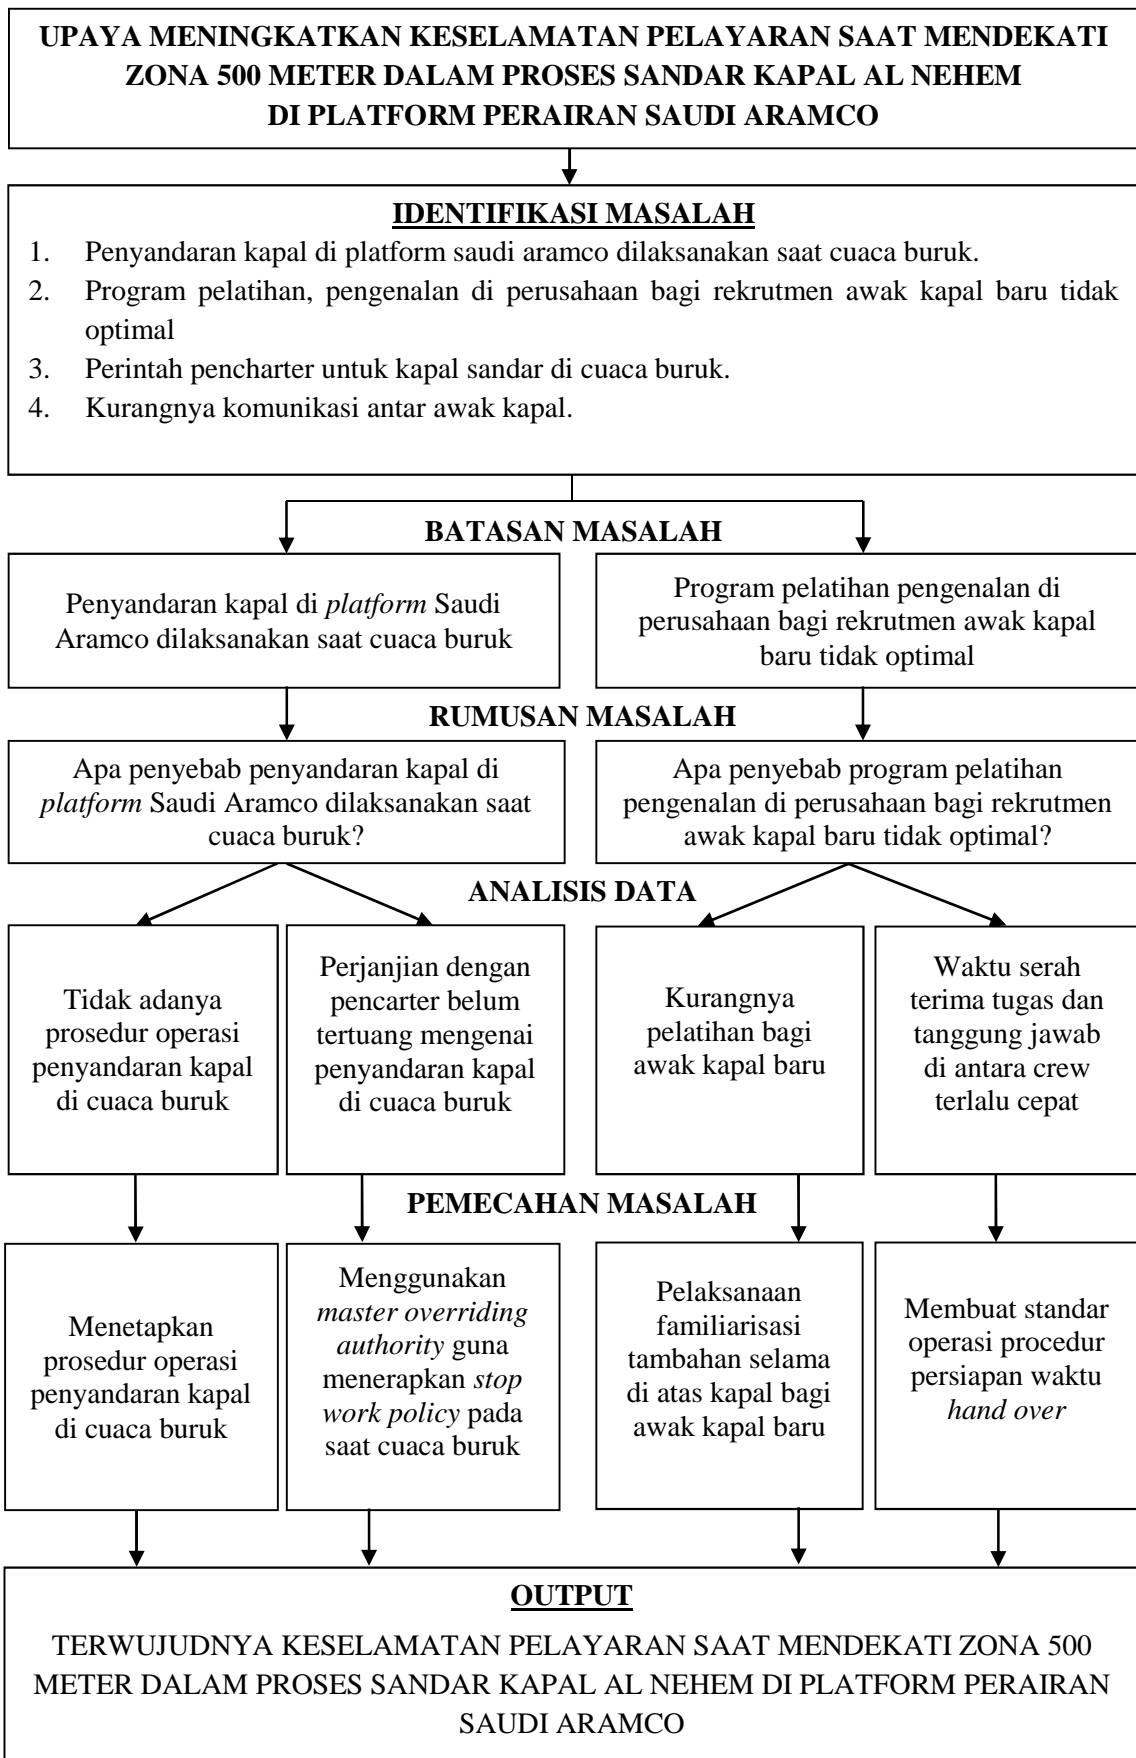 UPAYA MENINGKATKAN KESELAMATAN PELAYARAN SAAT MENDEKATI
ZONA 500 METER DALAM PROSES SANDAR KAPAL AL NEHEM
DI PLATFORM PERAIRAN SAUDI ARAMCO
IDENTIFIKASI MASALAH
1. Penyandaran kapal di platform saudi aramco dilaksanakan saat cuaca buruk.
2. Program pelatihan, pengenalan di perusahaan bagi rekrutmen awak kapal baru tidak
optimal
3. Perintah pencharter untuk kapal sandar di cuaca buruk.
4. Kurangnya komunikasi antar awak kapal.
BATASAN MASALAH
Penyandaran kapal di platform Saudi
Aramco dilaksanakan saat cuaca buruk
Program pelatihan pengenalan di
perusahaan bagi rekrutmen awak kapal
baru tidak optimal
RUMUSAN MASALAH
Apa penyebab penyandaran kapal di
platform Saudi Aramco dilaksanakan saat
cuaca buruk?
Apa penyebab program pelatihan
pengenalan di perusahaan bagi rekrutmen
awak kapal baru tidak optimal?
ANALISIS DATA
Tidak adanya
prosedur operasi
penyandaran kapal
di cuaca buruk
Perjanjian dengan
pencarter belum
tertuang mengenai
penyandaran kapal
di cuaca buruk
Kurangnya
pelatihan bagi
awak kapal baru
Waktu serah
terima tugas dan
tanggung jawab
di antara crew
terlalu cepat
PEMECAHAN MASALAH
Menetapkan
prosedur operasi
penyandaran kapal
di cuaca buruk
Menggunakan
master overriding
authority guna
menerapkan stop
work policy pada
saat cuaca buruk
Pelaksanaan
familiarisasi
tambahan selama
di atas kapal bagi
awak kapal baru
Membuat standar
operasi procedur
persiapan waktu
hand over
OUTPUT
TERWUJUDNYA KESELAMATAN PELAYARAN SAAT MENDEKATI ZONA 500
METER DALAM PROSES SANDAR KAPAL AL NEHEM DI PLATFORM PERAIRAN
SAUDI ARAMCO